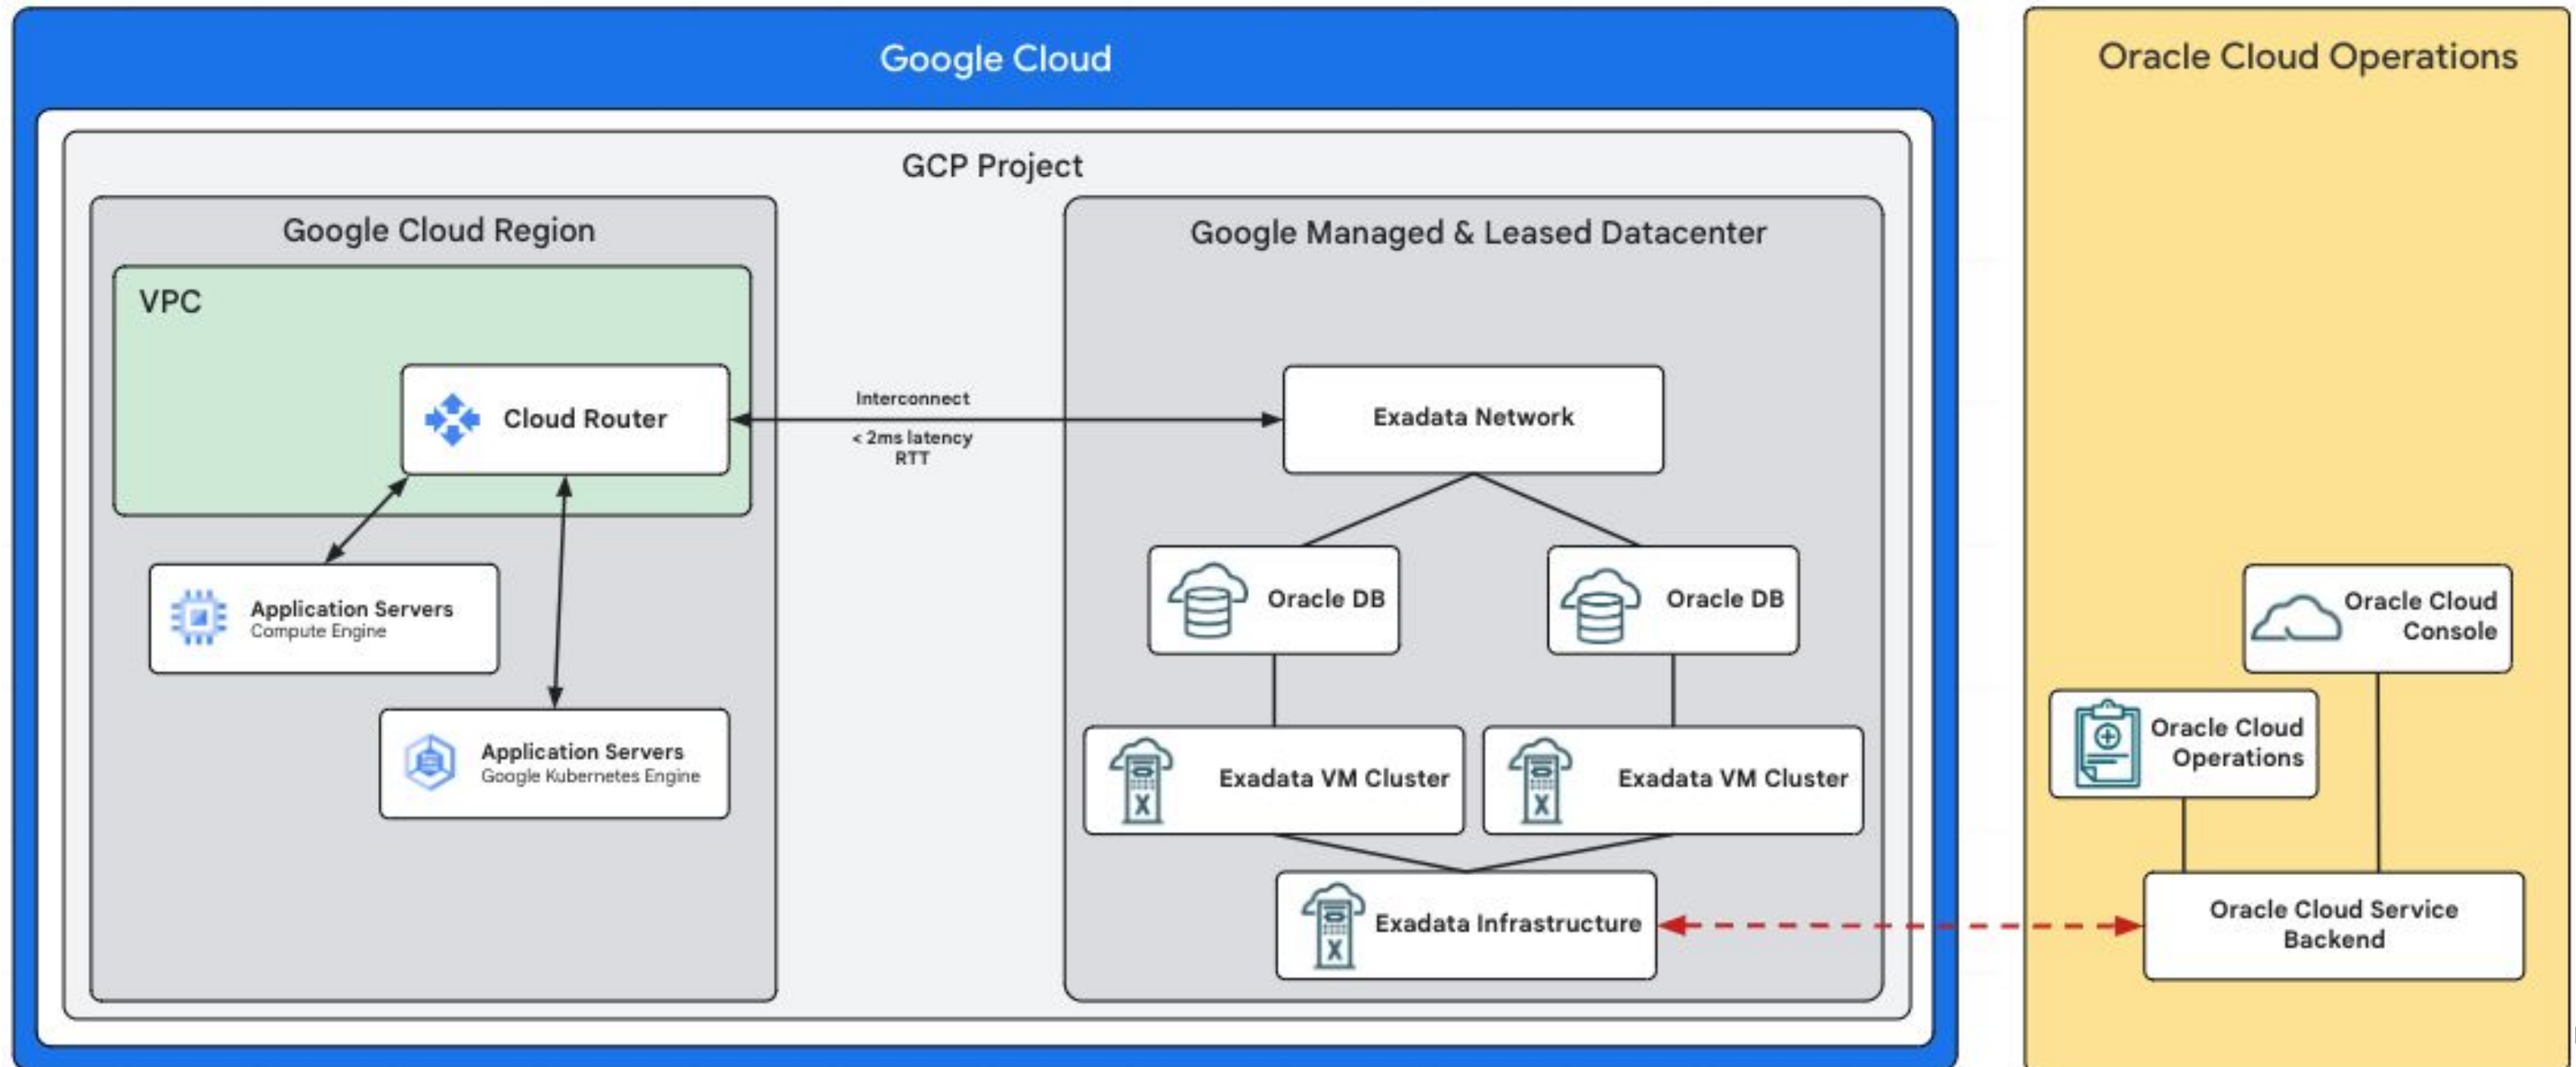 Google Cloud
GCP Project
Google Cloud Region
VPC
Cloud Router
Application Servers
Compute Engine
Application Servers
Google Kubernetes Engine
Interconnect
< 2ms latency
RTT
Google Managed & Leased Datacenter
Exadata Network
Oracle DB
Oracle DB
Exadata VM Cluster
Exadata VM Cluster
Exadata Infrastructure
Oracle Cloud Operations
Oracle Cloud
Console
Oracle Cloud
Operations
Oracle Cloud Service
Backend